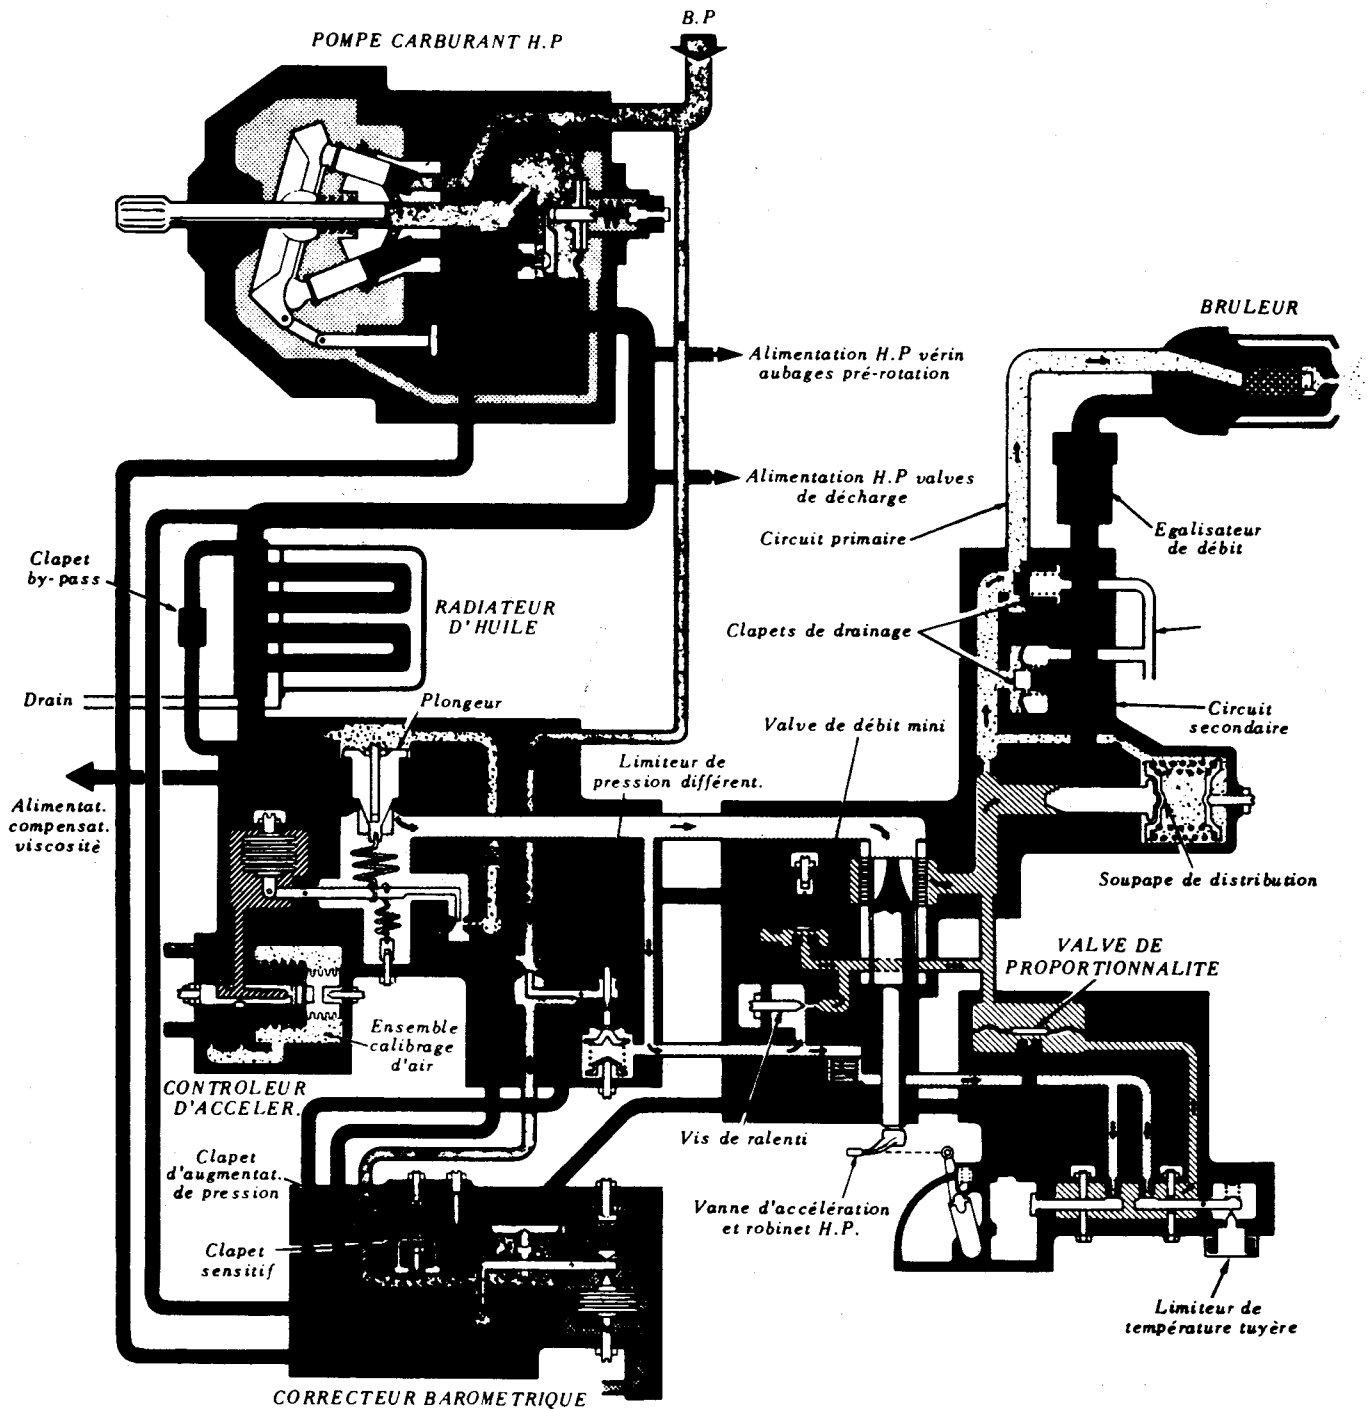 B.P
POMPE CARBURANT H.P
BRULEUR
Alimentation H.P vérin
aubages pré-rotation
Alimentation H.P valves
de décharge
Circuit primaire
Egalisateur
de débit
Clapet
by-pass
RADIATEUR
D'HUILE
Clapets de drainage
Drain
Plongeur
Circuit
secondaire
Valve de débit mini
Limiteur de
pression différent.
Alimentat.
compensat.
viscosité
Soupape de distribution
VALVE DE
PROPORTIONNALITE
Ensemble
calibrage
d'air
CONTROLEUR
D'ACCELER.
Vis de ralenti
Clapet
d'augmentat.
de pression
Vanne d'accélération
et robinet H.P.
Clapet
sensitif
Limiteur de
température tuyère
CORRECTEUR BAROMETRIQUE